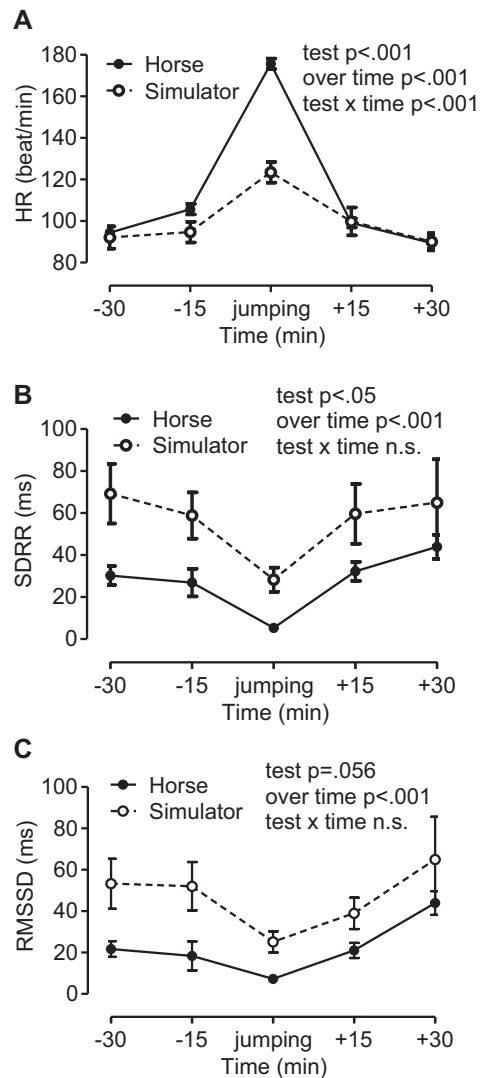 A
180
160
140
120
100
80
HR (beat/min)
Horse
Simulator
test p<.001
over time p<.001
test x time p<.001
-30 -15 jumping +15 +30
Time (min)
B
100
80
60
40
20
0
SDRR (ms)
Horse
Simulator
test p<.05
over time p<.001
test x time n.s.
-30 -15 jumping +15 +30
Time (min)
C
100
80
60
40
20
0
RMSSD (ms)
Horse
Simulator
test p=.056
over time p<.001
test x time n.s.
-30 -15 jumping +15 +30
Time (min)